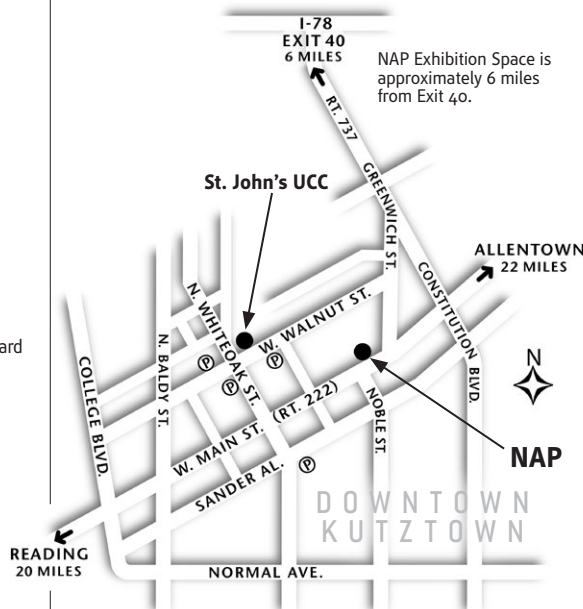 I-78
EXIT 40
6 MILES
NAP Exhibition Space is
approximately 6 miles
from Exit 40.
RT. 737
St. John's UCC
GREENWICH ST.
ALLENTOWN
22 MILES
CONSTITUTION BLVD.
N. WHITEOAK ST.
W. WALNUT ST.
ard
N. BALDY ST.
COLLEGE BLVD.
P
P
P
N
W. MAIN ST. (RT. 222)
NOBLE ST.
NAP
SANDER AL.
P
DOWNTOWN
KUTZTOWN
READING
20 MILES
NORMAL AVE.